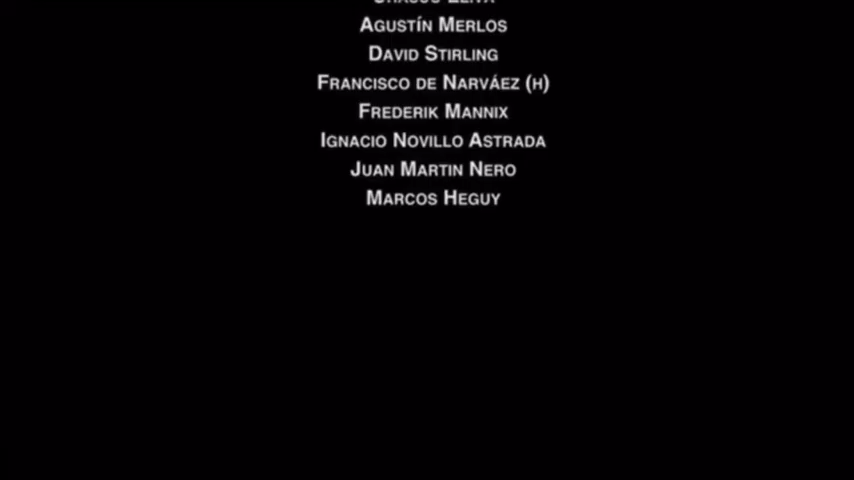 Agustín Merlos
David Stirling
Francisco de Narváez (h)
Frederik Mannix
Ignacio Novillo Astrada
Juan Martin Nero
Marcos Heguy